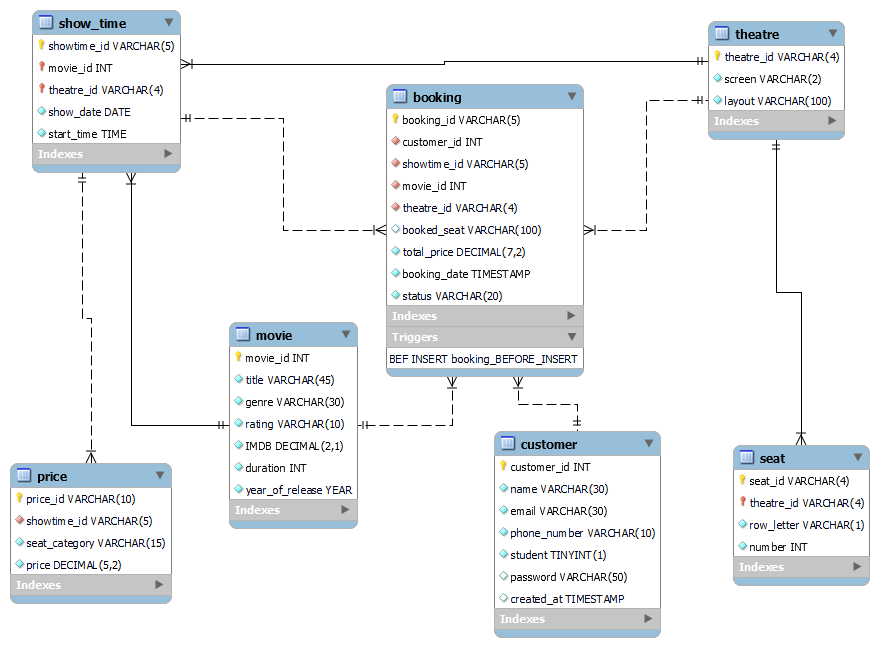 show_time
showtime_id VARCHAR(5)
movie_id INT
theatre_id VARCHAR(4)
show_date DATE
start_time TIME
Indexes
theatre
theatre_id VARCHAR(4)
screen VARCHAR(2)
layout VARCHAR(100)
Indexes
booking
booking_id VARCHAR(5)
customer_id INT
showtime_id VARCHAR(5)
movie_id INT
theatre_id VARCHAR(4)
booked_seat VARCHAR(100)
total_price DECIMAL(7,2)
booking_date TIMESTAMP
status VARCHAR(20)
Indexes
Triggers
BEF INSERT booking_BEFORE_INSERT
movie
movie_id INT
title VARCHAR(45)
genre VARCHAR(30)
rating VARCHAR(10)
IMDB DECIMAL(2,1)
duration INT
year_of_release YEAR
Indexes
price
price_id VARCHAR(10)
showtime_id VARCHAR(5)
seat_category VARCHAR(15)
price DECIMAL(5,2)
Indexes
customer
customer_id INT
name VARCHAR(30)
email VARCHAR(30)
phone_number VARCHAR(10)
student TINYINT(1)
password VARCHAR(50)
created_at TIMESTAMP
Indexes
seat
seat_id VARCHAR(4)
theatre_id VARCHAR(4)
row_letter VARCHAR(1)
number INT
Indexes